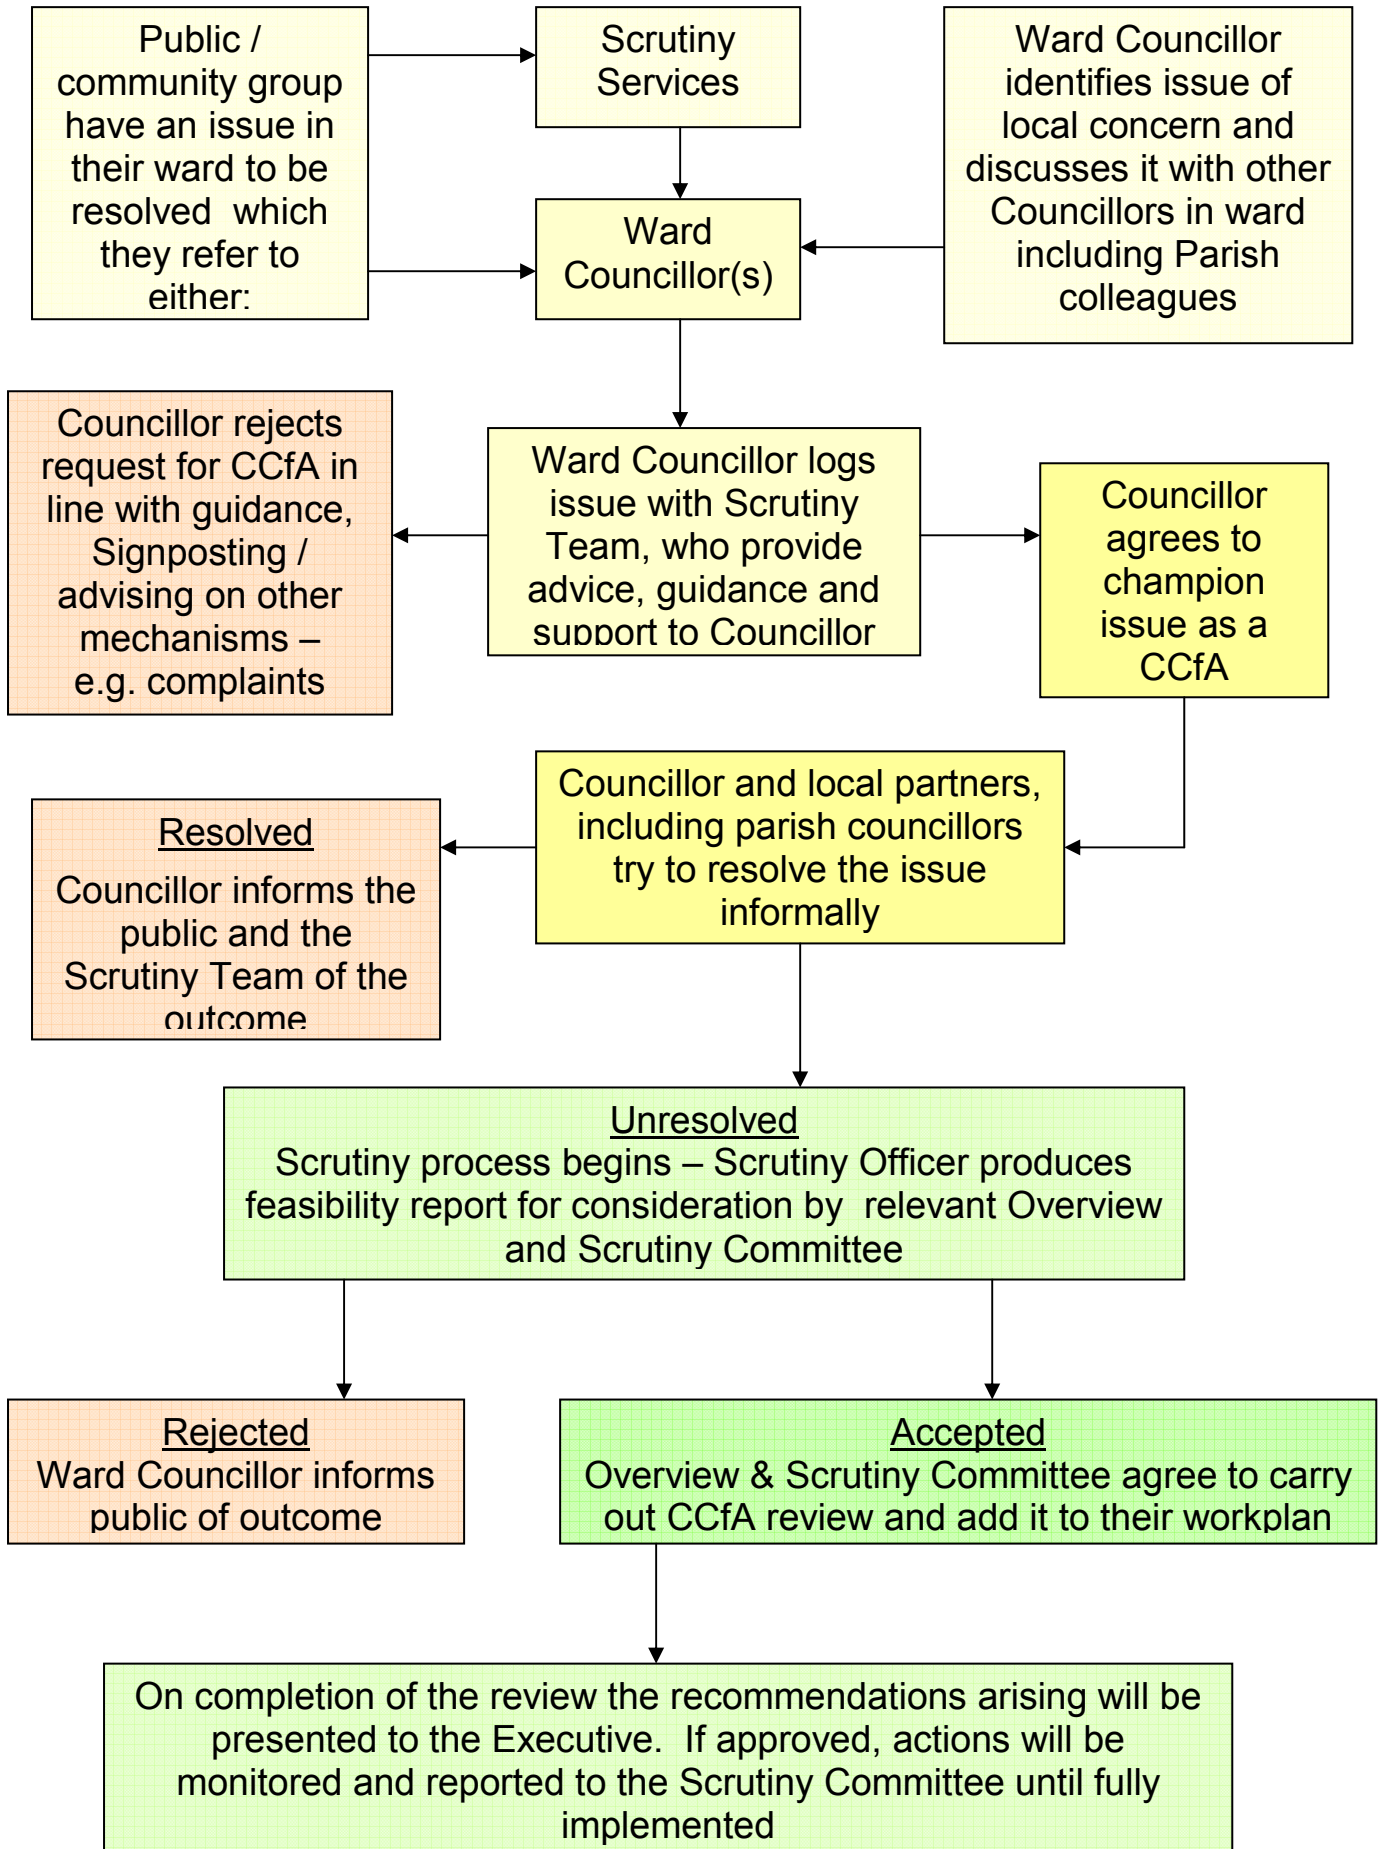 Public /
community group
have an issue in
their ward to be
resolved which
they refer to
either:
Scrutiny
Services
Ward Councillor
identifies issue of
local concern and
discusses it with other
Councillors in ward
including Parish
colleagues
Ward
Councillor(s)
Councillor rejects
request for CCfA in
line with guidance,
Signposting /
advising on other
mechanisms –
e.g. complaints
Ward Councillor logs
issue with Scrutiny
Team, who provide
advice, guidance and
support to Councillor
Councillor
agrees to
champion
issue as a
CCfA
Councillor and local partners,
including parish councillors
try to resolve the issue
informally
Resolved
Councillor informs the
public and the
Scrutiny Team of the
outcome
Unresolved
Scrutiny process begins – Scrutiny Officer produces
feasibility report for consideration by relevant Overview
and Scrutiny Committee
Rejected
Ward Councillor informs
public of outcome
Accepted
Overview & Scrutiny Committee agree to carry
out CCfA review and add it to their workplan
On completion of the review the recommendations arising will be
presented to the Executive. If approved, actions will be
monitored and reported to the Scrutiny Committee until fully
implemented